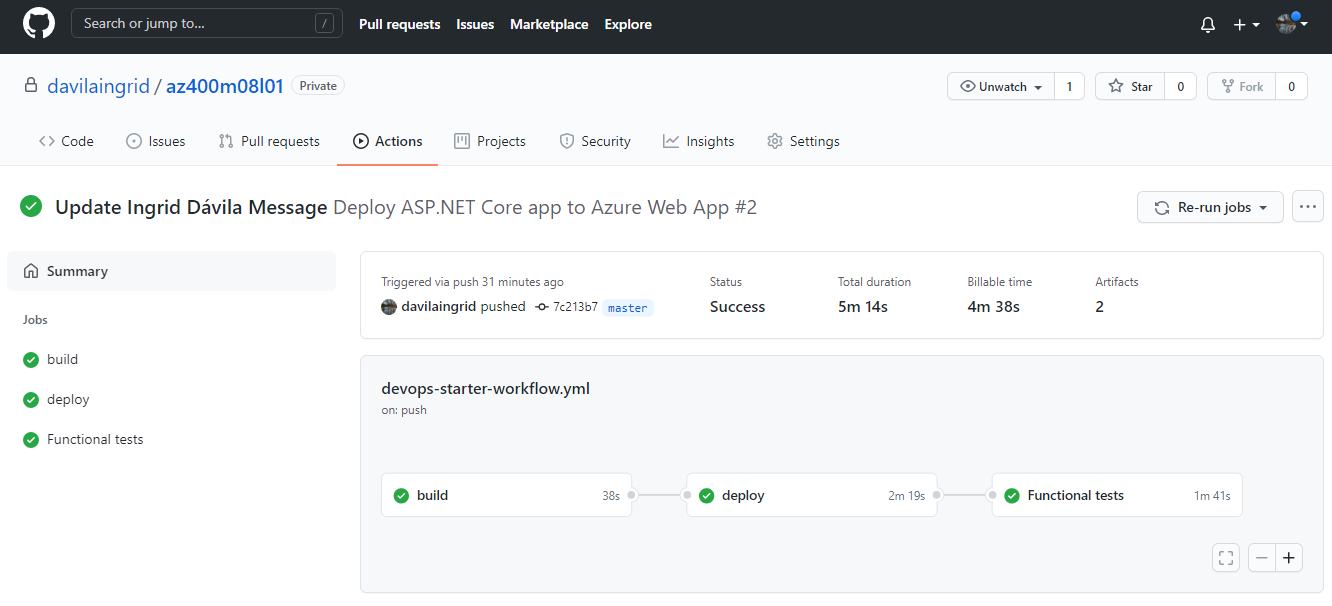 Search or jump to... /
Pull requests Issues Marketplace Explore
davilaingrid / az400m08l01 Private
Unwatch 1 Star 0 Fork 0
Code Issues Pull requests Actions Projects Security Insights Settings
Update Ingrid Dávila Message Deploy ASP.NET Core app to Azure Web App #2
Re-run jobs
Summary
Jobs
build
deploy
Functional tests
Triggered via push 31 minutes ago
davilaingrid pushed 7c213b7 master
Status
Success
Total duration
5m 14s
Billable time
4m 38s
Artifacts
2
devops-starter-workflow.yml
on: push
build 38s
deploy 2m 19s
Functional tests 1m 41s